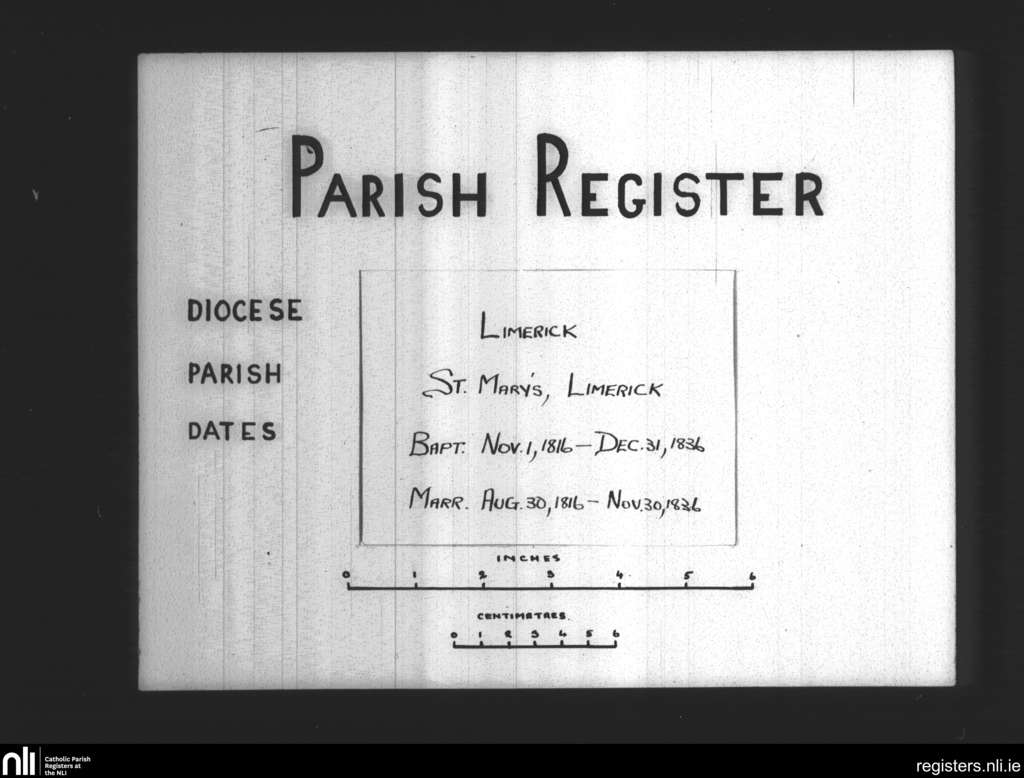 PARISH REGISTER
DIOCESE LIMERICK
PARISH ST. MARY'S, LIMERICK
DATES BAPT. NOV. 1, 1816 — DEC. 31, 1836
MARR. AUG. 30, 1816 — NOV. 30, 1836
INCHES
0 1 2 3 4 5 6
CENTIMETRES
0 1 2 3 4 5 6
nli Catholic Parish
Registers at
the NLI
registers.nli.ie